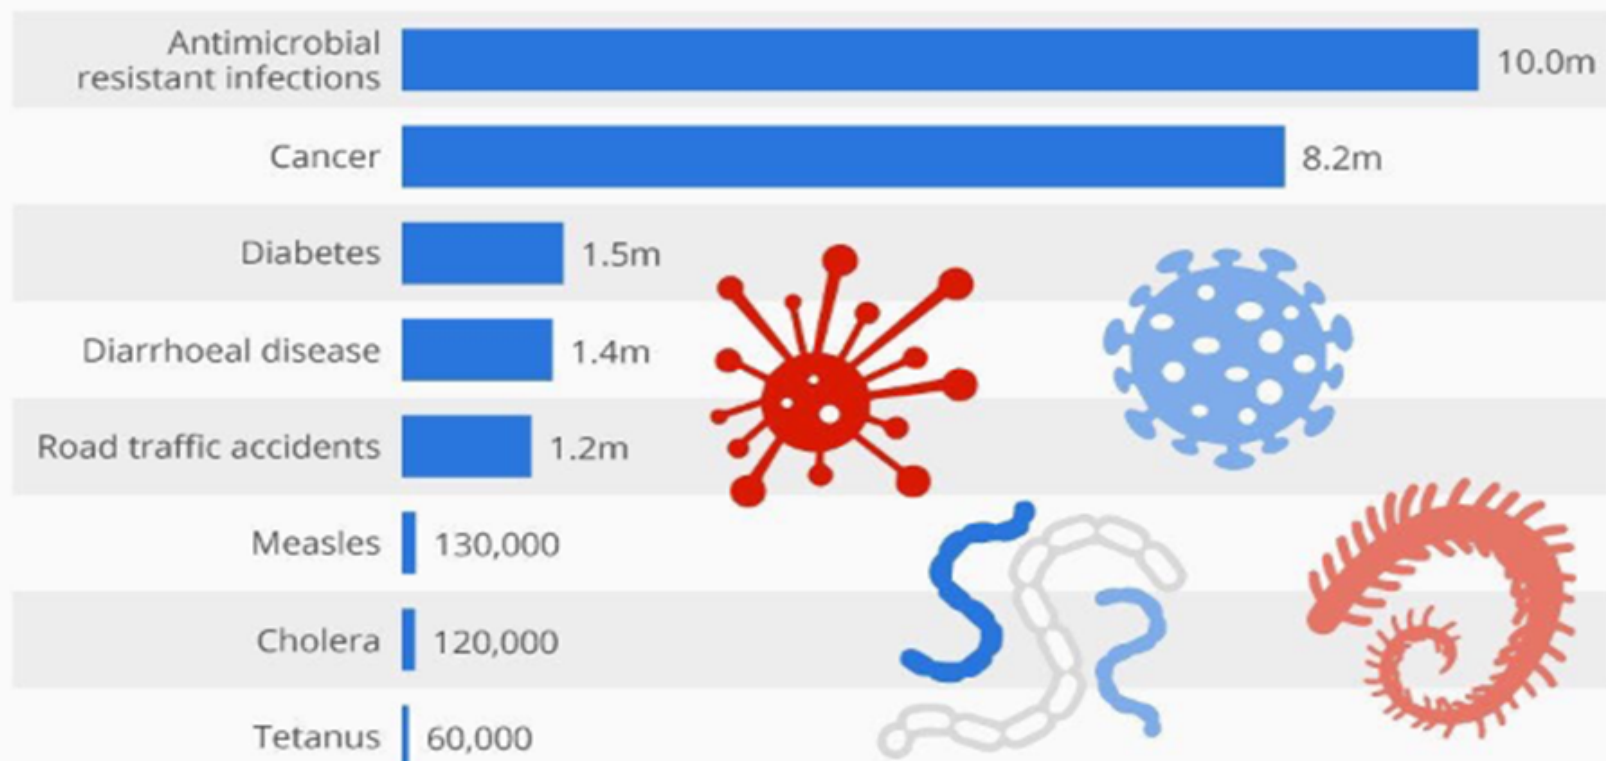 Antimicrobial
resistant infections 10.0m
Cancer 8.2m
Diabetes 1.5m
Diarrhoeal disease 1.4m
Road traffic accidents 1.2m
Measles 130,000
Cholera 120,000
Tetanus 60,000